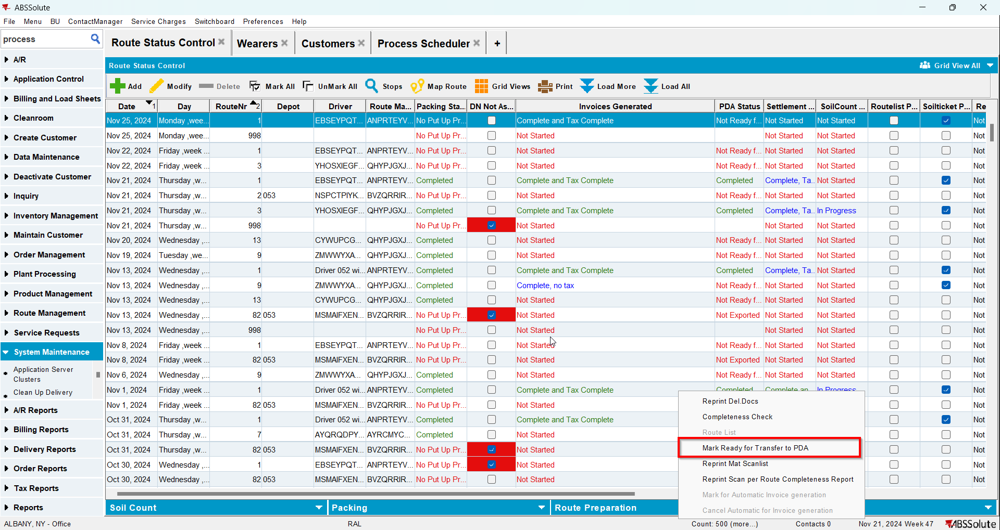 ABSSolute
File Menu BU ContactManager Service Charges Switchboard Preferences Help
process
Route Status Control Wearers Customers Process Scheduler +
Route Status Control Grid View All
Add Modify Delete Mark All UnMark All Stops Map Route Grid Views Print Load More Load All
Date 1 Day RouteNr 2 Depot Driver Route Ma... Packing Sta... DN Not As... Invoices Generated PDA Status Settlement ... SoilCount ... Routelist P... Soilticket P... Re
Nov 25, 2024 Monday ,wee... 1 EBSEYPQT... ANPRTEYV... No Put Up Pr... Complete and Tax Complete Not Ready f... Not Started Not Started Not
Nov 25, 2024 Monday ,wee... 998 No Put Up Pr... Not Started Not Started Not Started Not
Nov 22, 2024 Friday ,week ... 1 EBSEYPQT... ANPRTEYV... No Put Up Pr... Not Started Not Ready f... Not Started Not Started Not
Nov 22, 2024 Friday ,week ... 3 YHOSXIEGF... QHYPJGXJ... No Put Up Pr... Not Started Not Ready f... Not Started Not Started Not
Nov 21, 2024 Thursday ,w... 1 EBSEYPQT... ANPRTEYV... Completed Complete and Tax Complete Completed Complete, Ta.. Not Started Not
Nov 21, 2024 Thursday ,w... 2 053 NSPCTPIYK... BVZQRRIR... No Put Up Pr... Not Started Not Ready f... Not Started Not Started Not
Nov 21, 2024 Thursday ,w... 3 YHOSXIEGF... QHYPJGXJ... Completed Complete and Tax Complete Completed Complete, Ta.. In Progress Not
Nov 21, 2024 Thursday ,w... 998 No Put Up Pr... Not Started Not Started Not Started Not
Nov 20, 2024 Wednesday ,... 13 CYWUPCG... QHYPJGXJ... Completed Not Started Not Ready f... Not Started Not Started Not
Nov 19, 2024 Tuesday ,we... 9 ZMWWYXA... QHYPJGXJ... Completed Not Started Not Ready f... Not Started Not Started Not
Nov 13, 2024 Wednesday ,... 1 Driver 052 wi... ANPRTEYV... Completed Complete and Tax Complete Completed Complete, Ta.. Not Started Not
Nov 13, 2024 Wednesday ,... 9 ZMWWYXA... QHYPJGXJ... Completed Complete, no tax Not Ready f... Not Started Not Started Not
Nov 13, 2024 Wednesday ,... 13 CYWUPCG... QHYPJGXJ... Completed Not Started Not Ready f... Not Started Not Started Not
Nov 13, 2024 Wednesday ,... 82 053 MSMAIFXEN... BVZQRRIR... No Put Up Pr... Not Started Not Exported Not Started Not Started Not
Nov 13, 2024 Wednesday ,... 998 No Put Up Pr... Not Started Not Started Not Started Not
Nov 8, 2024 Friday ,week ... 1 EBSEYPQT... ANPRTEYV... No Put Up Pr... Not Started Not Ready f... Not Started Not Started Not
Nov 8, 2024 Friday ,week ... 82 053 MSMAIFXEN... BVZQRRIR... No Put Up Pr... Not Started Not Exported Not Started Not Started Not
Nov 6, 2024 Wednesday ,... 9 ZMWWYXA... QHYPJGXJ... Completed Not Started Not Ready f... Not Started Not Started Not
Nov 1, 2024 Friday ,week ... 1 Driver 052 wi... ANPRTEYV... Completed Complete and Tax Complete Completed Complete an... In Progress Not
Nov 1, 2024 Friday ,week ... 82 053 MSMAIFXEN... BVZQRRIR... No Put Up Pr... Not Started Not
Oct 31, 2024 Thursday ,w... 1 Driver 052 wi... ANPRTEYV... Completed Complete and Tax Complete Not
Oct 31, 2024 Thursday ,w... 7 AYQRQDPY... AYRCMYC... Completed Not Started Not
Oct 31, 2024 Thursday ,w... 82 053 MSMAIFXEN... BVZQRRIR... No Put Up Pr... Not Started Not
Oct 30, 2024 Wednesday ,... 1 EBSEYPQT... ANPRTEYV... No Put Up Pr... Not Started Not
Oct 30, 2024 Wednesday ,... 82 053 MSMAIFXEN... BVZQRRIR... No Put Up Pr... Not Started Not
A/R
Application Control
Billing and Load Sheets
Cleanroom
Create Customer
Data Maintenance
Deactivate Customer
Inquiry
Inventory Management
Maintain Customer
Order Management
Plant Processing
Product Management
Route Management
Service Requests
System Maintenance
Application Server
Clusters
Clean Up Delivery
A/R Reports
Billing Reports
Delivery Reports
Order Reports
Tax Reports
Reports
Reprint Del.Docs
Completeness Check
Route List
Mark Ready for Transfer to PDA
Reprint Mat Scanlist
Reprint Scan per Route Completeness Report
Mark for Automatic Invoice generation
Cancel Automatic for Invoice generation
Soil Count Packing Route Preparation
ALBANY, NY - Office RAL Count: 500 (more...) Contacts 0 Nov 21, 2024 Week 47 ABSSolute